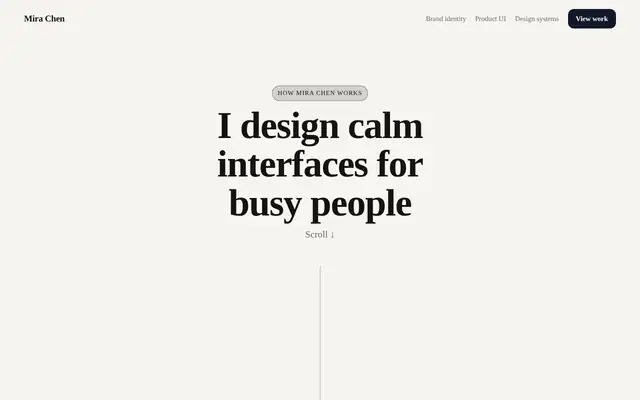 Mira Chen
Brand identity
Product UI
Design systems
View work
HOW MIRA CHEN WORKS
I design calm
interfaces for
busy people
Scroll ↓